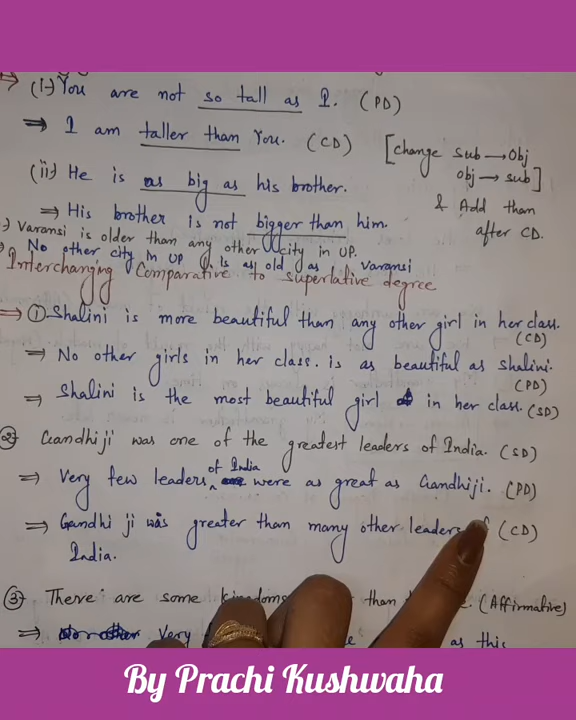 (i) You are not so tall as I. (PD)
⇒ I am taller than You. (CD)
[change sub → Obj
obj → sub]
& Add than
after CD.
(ii) He is as big as his brother.
⇒ His brother is not bigger than him.
Varansi is older than any other city in UP.
No other city in UP is as old as Varansi
Interchanging Comparative to superlative degree
⇒ ① Shalini is more beautiful than any other girl in her class. (CD)
⇒ No other girls in her class. is as beautiful as Shalini. (PD)
⇒ Shalini is the most beautiful girl in her class. (SD)
② Gandhiji was one of the greatest leaders of India. (SD)
⇒ Very few leaders of India were as great as Gandhiji. (PD)
⇒ Gandhi ji was greater than many other leaders of (CD)
India.
③ There are some than (Affirmative)
⇒ Very as this
By Prachi Kushwaha